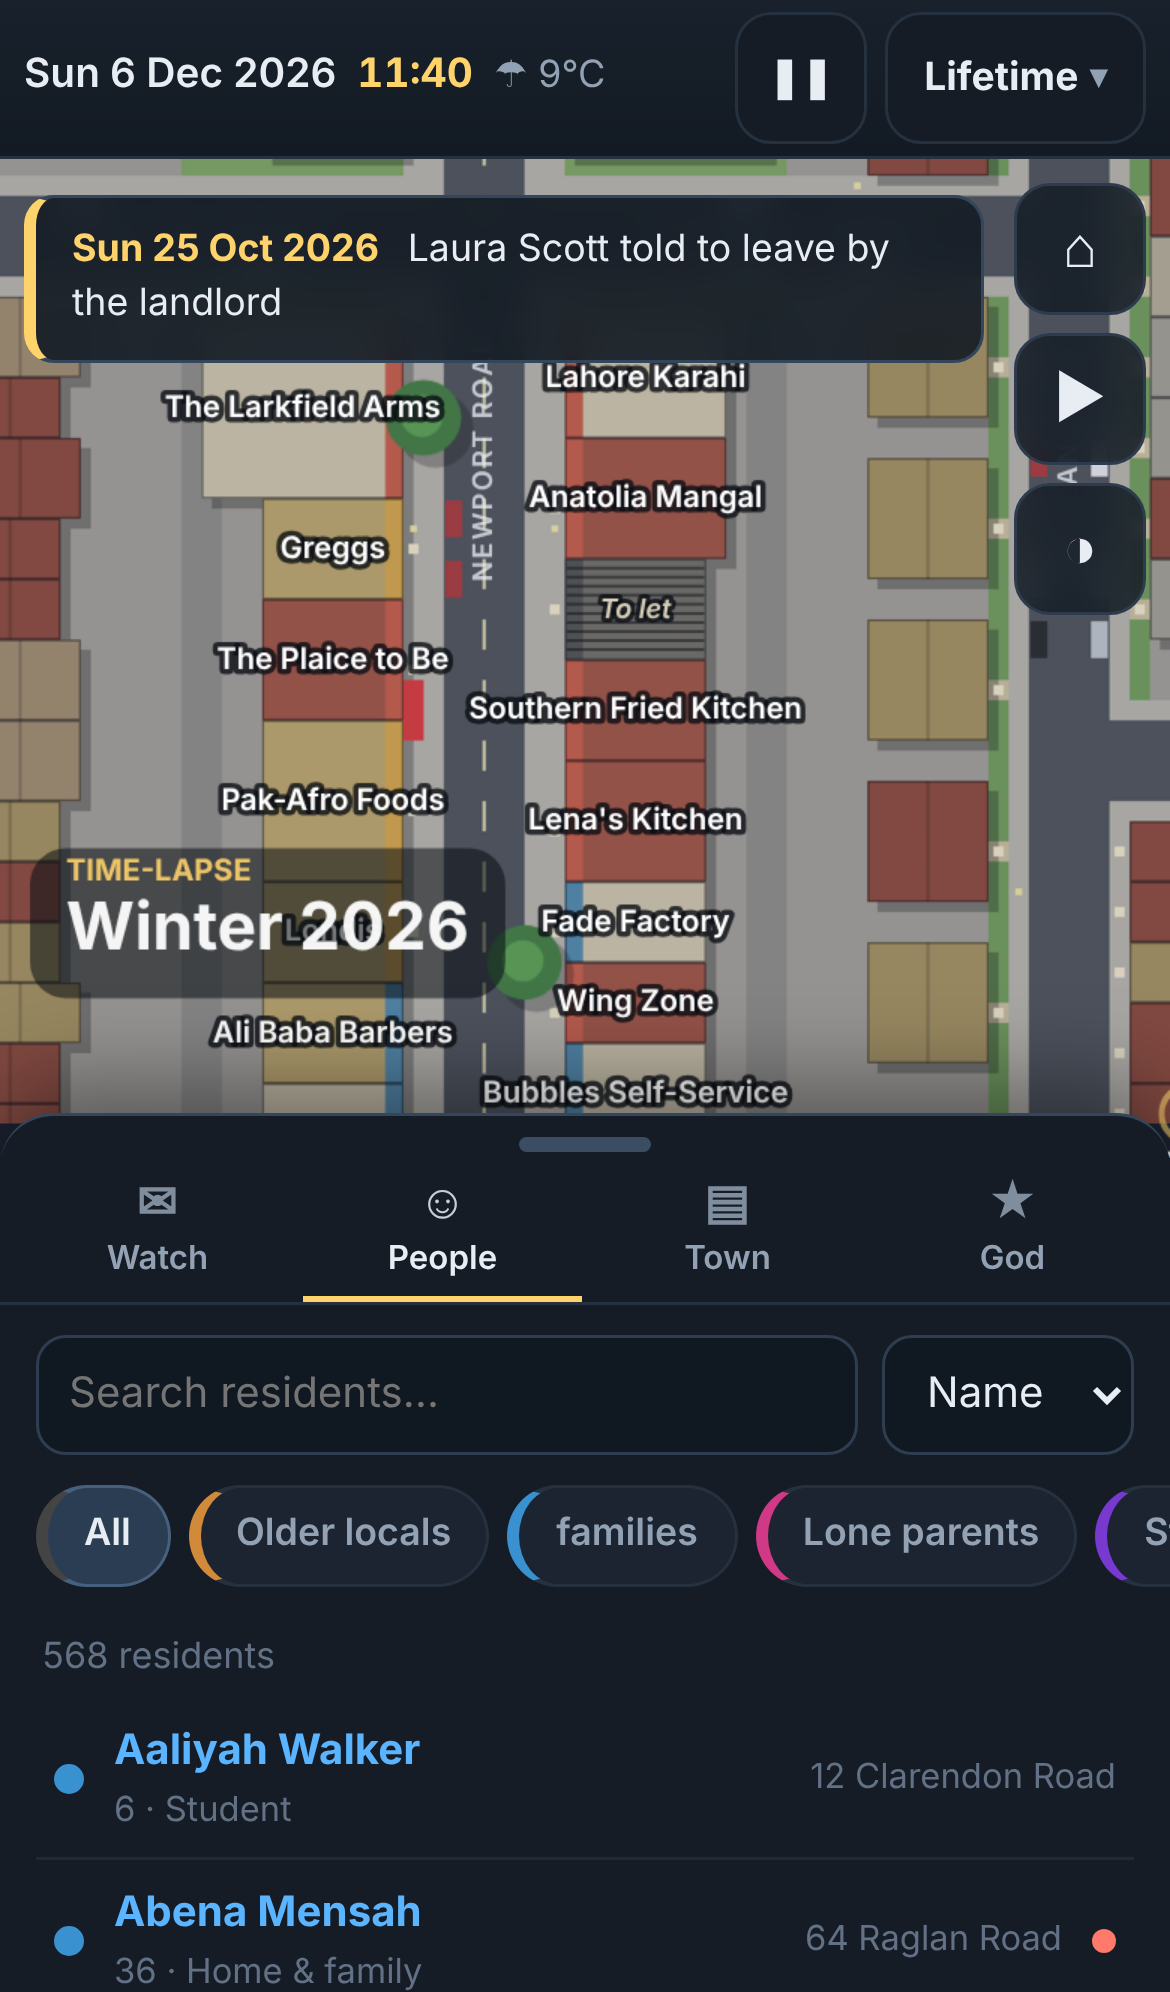 Sun 6 Dec 2026 11:40 ☂ 9°C
Lifetime ▾
Sun 25 Oct 2026 Laura Scott told to leave by
the landlord
Lahore Karahi
The Larkfield Arms
NEWPORT ROA
Anatolia Mangal
Greggs
To let
The Plaice to Be
Southern Fried Kitchen
Pak-Afro Foods
Lena's Kitchen
TIME-LAPSE
Winter 2026
Fade Factory
Wing Zone
Ali Baba Barbers
Bubbles Self-Service
Watch
People
Town
God
Search residents...
Name
All
Older locals
families
Lone parents
568 residents
Aaliyah Walker
6 · Student
12 Clarendon Road
Abena Mensah
36 · Home & family
64 Raglan Road